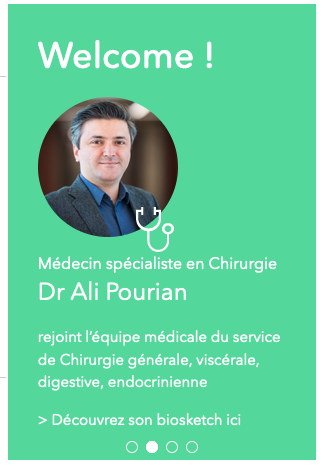 Welcome !
Médecin spécialiste en Chirurgie
Dr Ali Pourian
rejoint l’équipe médicale du service
de Chirurgie générale, viscérale,
digestive, endocrinienne
> Découvrez son biosketch ici